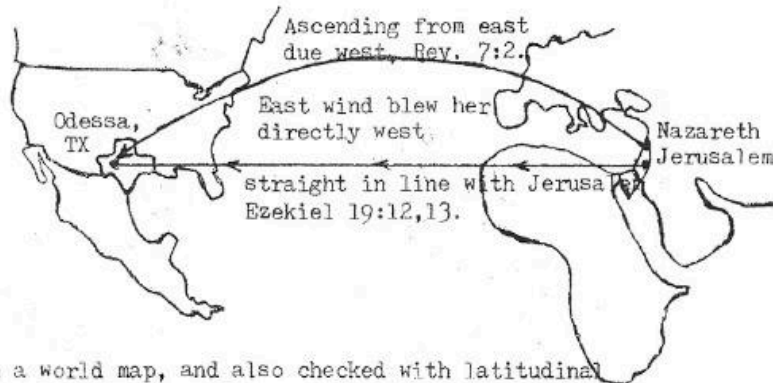 Ascending from east
due west Rev. 7:2.
Odessa,
TX
East wind blew her
directly west
Nazareth
Jerusalem
straight in line with Jerusalem
Ezekiel 19:12,13.
a world map, and also checked with latitudinal